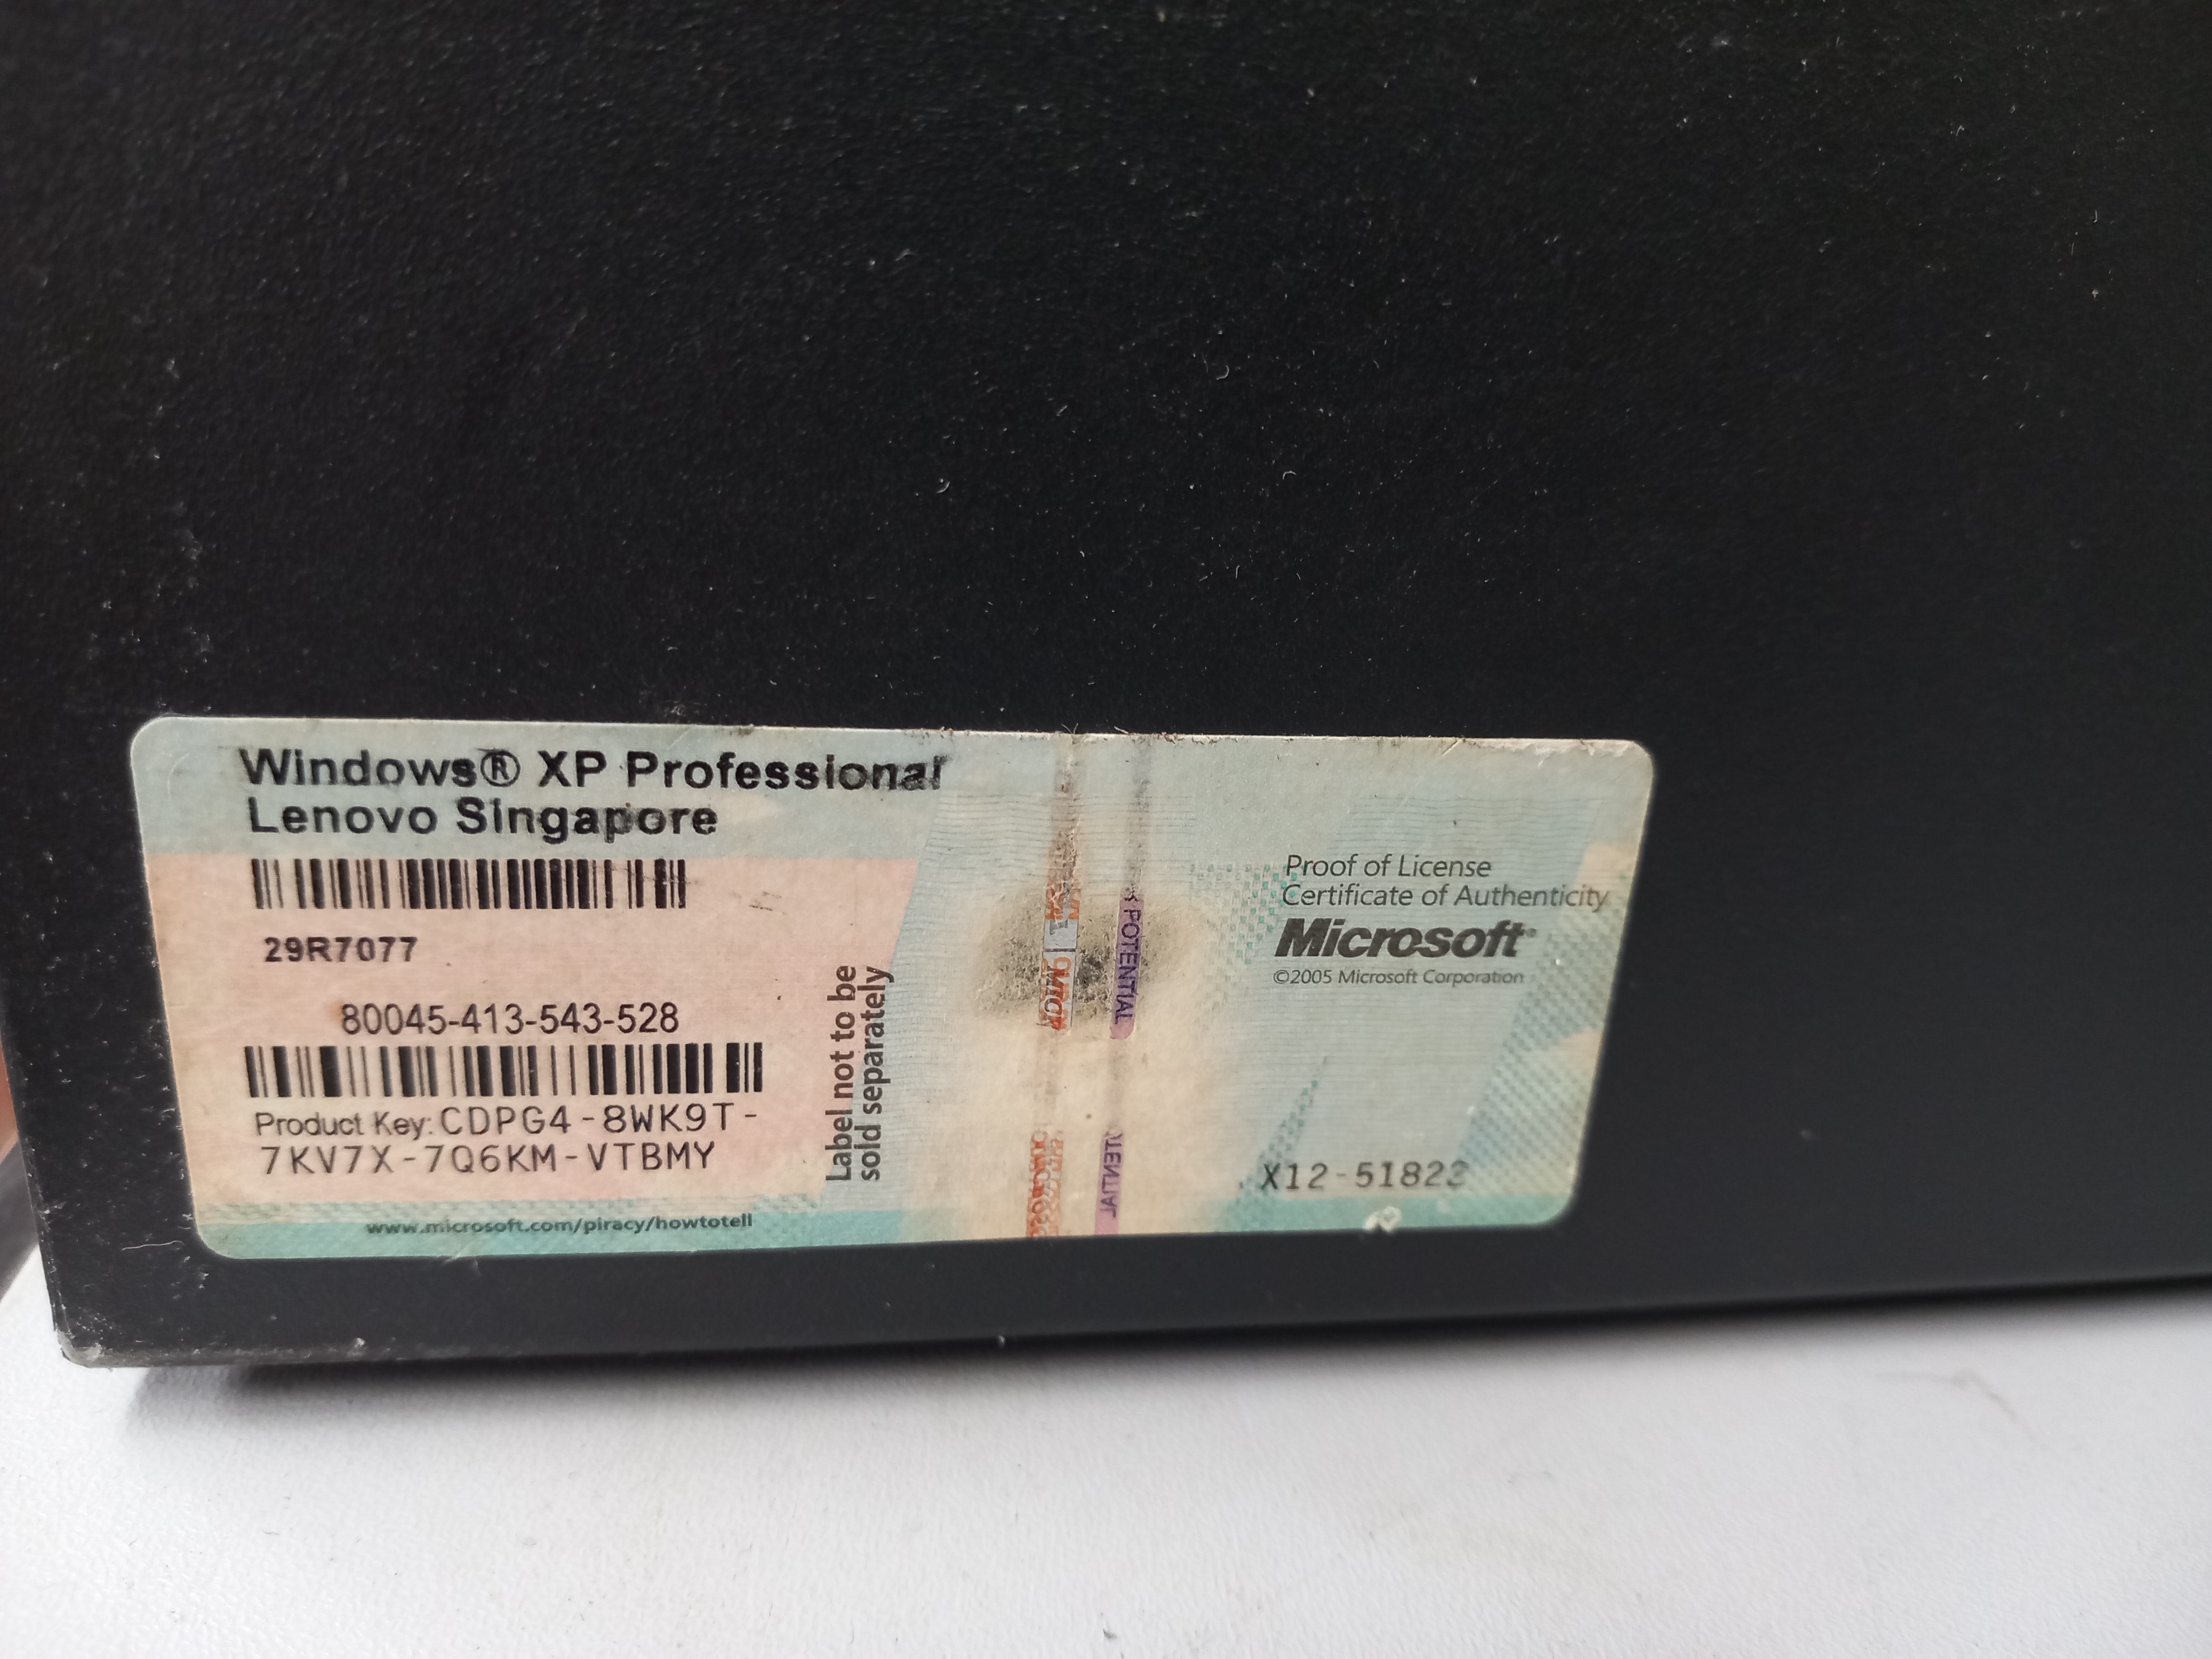 Windows® XP Professional
Lenovo Singapore
29R7077
80045-413-543-528
Product Key: CDPG4-8WK9T-
7KV7X-7Q6KM-VTBMY
www.microsoft.com/piracy/howtotell
Label not to be
sold separately
POTENTIAL
Proof of License
Certificate of Authenticity
Microsoft®
©2005 Microsoft Corporation
X12-51823